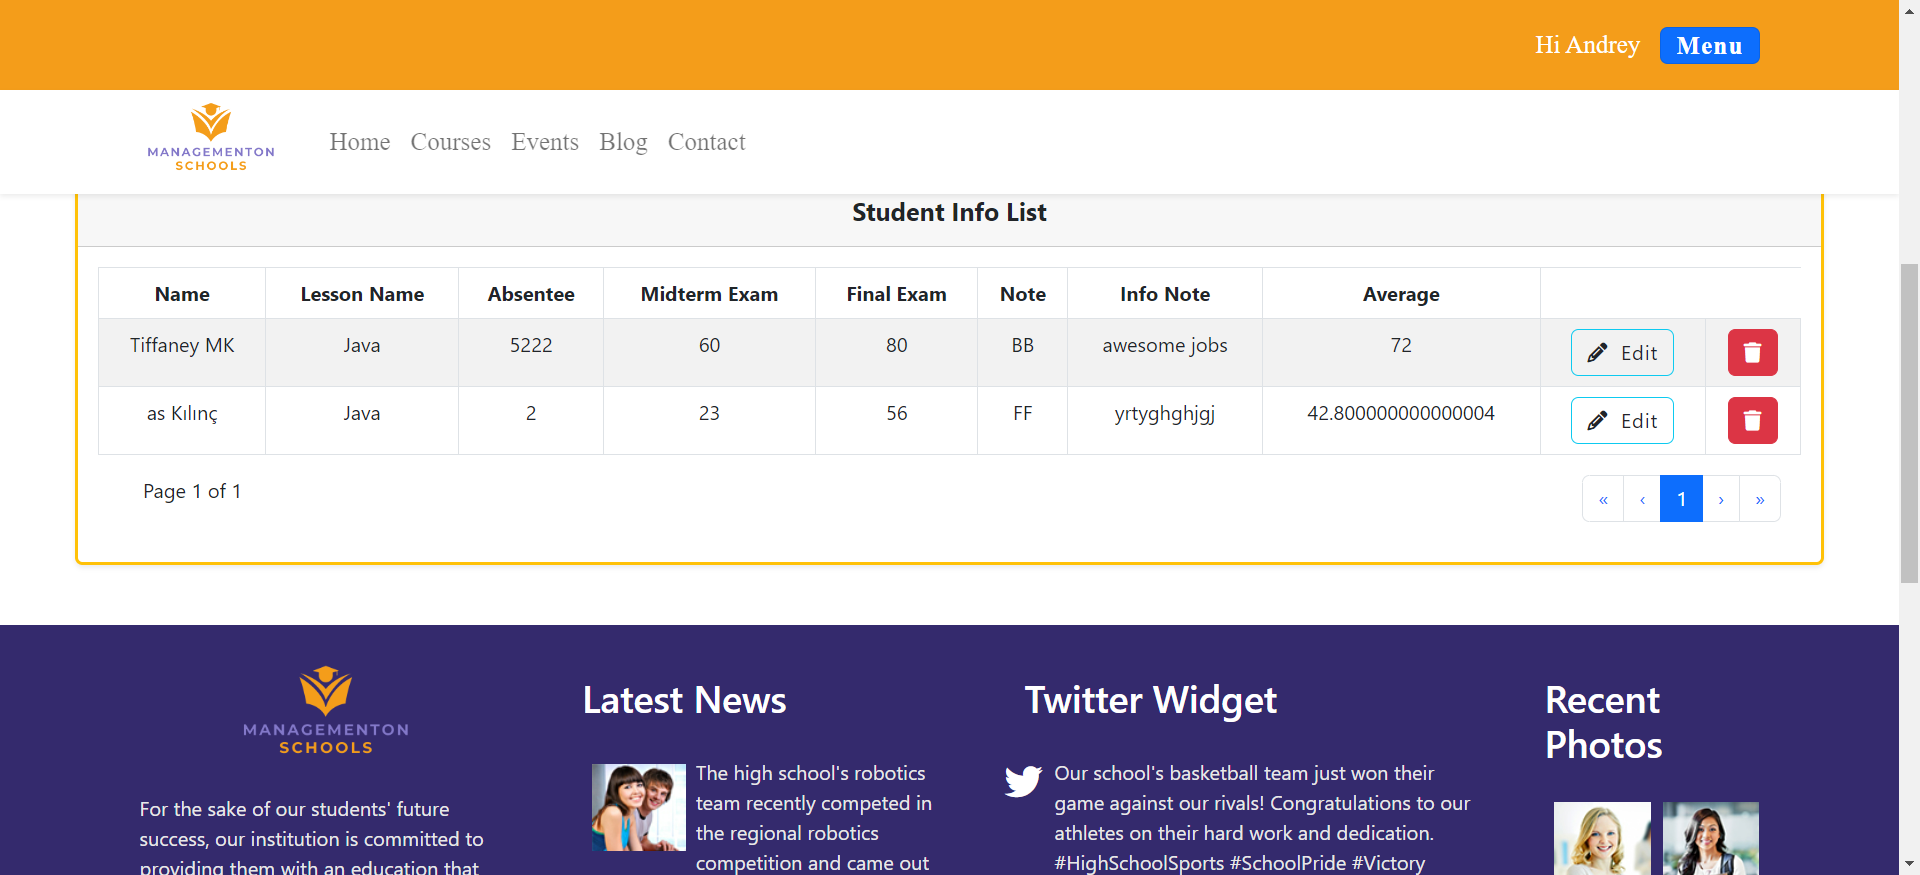 Hi Andrey Menu
MANAGEMENTON
SCHOOLS
Home Courses Events Blog Contact
Student Info List
Name Lesson Name Absentee Midterm Exam Final Exam Note Info Note Average
Tiffaney MK Java 5222 60 80 BB awesome jobs 72 Edit
as Kılınç Java 2 23 56 FF yrtyghghjgj 42.800000000000004 Edit
Page 1 of 1
« ‹ 1 › »
MANAGEMENTON
SCHOOLS
For the sake of our students' future
success, our institution is committed to
providing them with an education that
Latest News
The high school's robotics
team recently competed in
the regional robotics
competition and came out
Twitter Widget
Our school's basketball team just won their
game against our rivals! Congratulations to our
athletes on their hard work and dedication.
#HighSchoolSports #SchoolPride #Victory
Recent
Photos